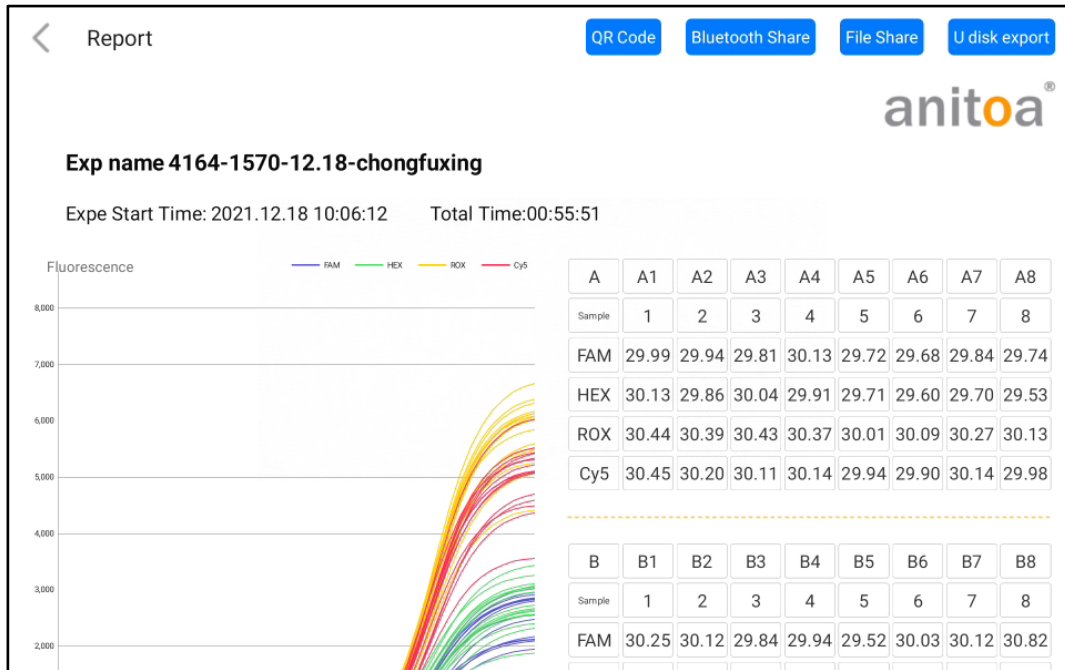 Report
QR Code
Bluetooth Share
File Share
U disk export
anitoa®
Exp name 4164-1570-12.18-chongfuxing
Expe Start Time: 2021.12.18 10:06:12 Total Time:00:55:51
Fluorescence
FAM HEX ROX Cy5
8,000
7,000
6,000
5,000
4,000
3,000
2,000
A A1 A2 A3 A4 A5 A6 A7 A8
Sample 1 2 3 4 5 6 7 8
FAM 29.99 29.94 29.81 30.13 29.72 29.68 29.84 29.74
HEX 30.13 29.86 30.04 29.91 29.71 29.60 29.70 29.53
ROX 30.44 30.39 30.43 30.37 30.01 30.09 30.27 30.13
Cy5 30.45 30.20 30.11 30.14 29.94 29.90 30.14 29.98
B B1 B2 B3 B4 B5 B6 B7 B8
Sample 1 2 3 4 5 6 7 8
FAM 30.25 30.12 29.84 29.94 29.52 30.03 30.12 30.82